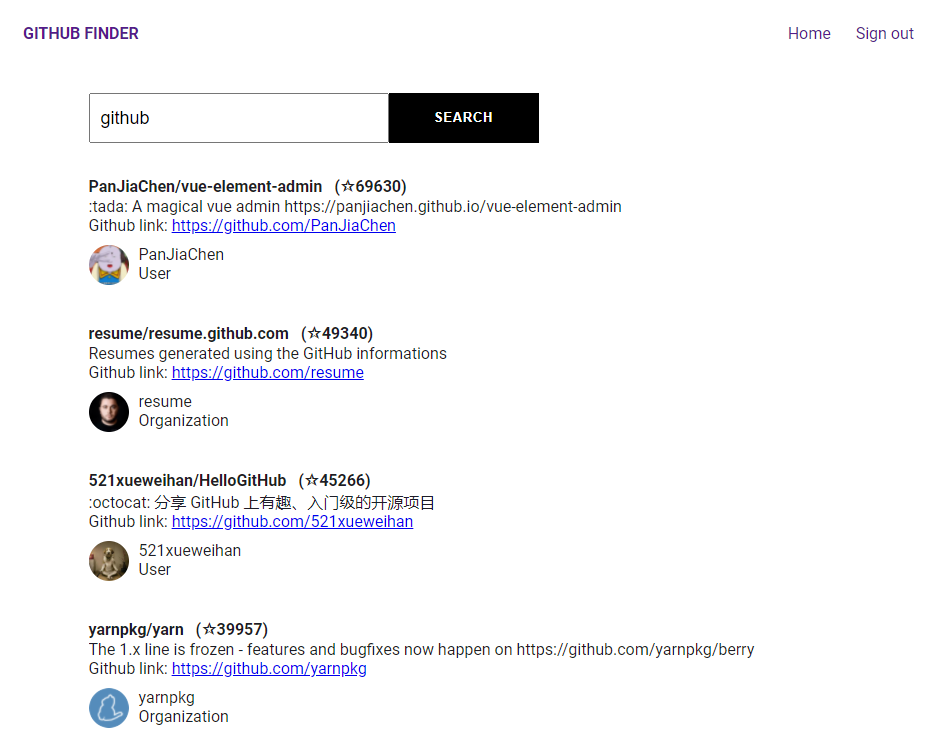 GITHUB FINDER Home Sign out
github SEARCH
PanJiaChen/vue-element-admin (☆69630)
:tada: A magical vue admin https://panjiachen.github.io/vue-element-admin
Github link: https://github.com/PanJiaChen
PanJiaChen
User
resume/resume.github.com (☆49340)
Resumes generated using the GitHub informations
Github link: https://github.com/resume
resume
Organization
521xueweihan/HelloGitHub (☆45266)
:octocat: 分享 GitHub 上有趣、入门级的开源项目
Github link: https://github.com/521xueweihan
521xueweihan
User
yarnpkg/yarn (☆39957)
The 1.x line is frozen - features and bugfixes now happen on https://github.com/yarnpkg/berry
Github link: https://github.com/yarnpkg
yarnpkg
Organization